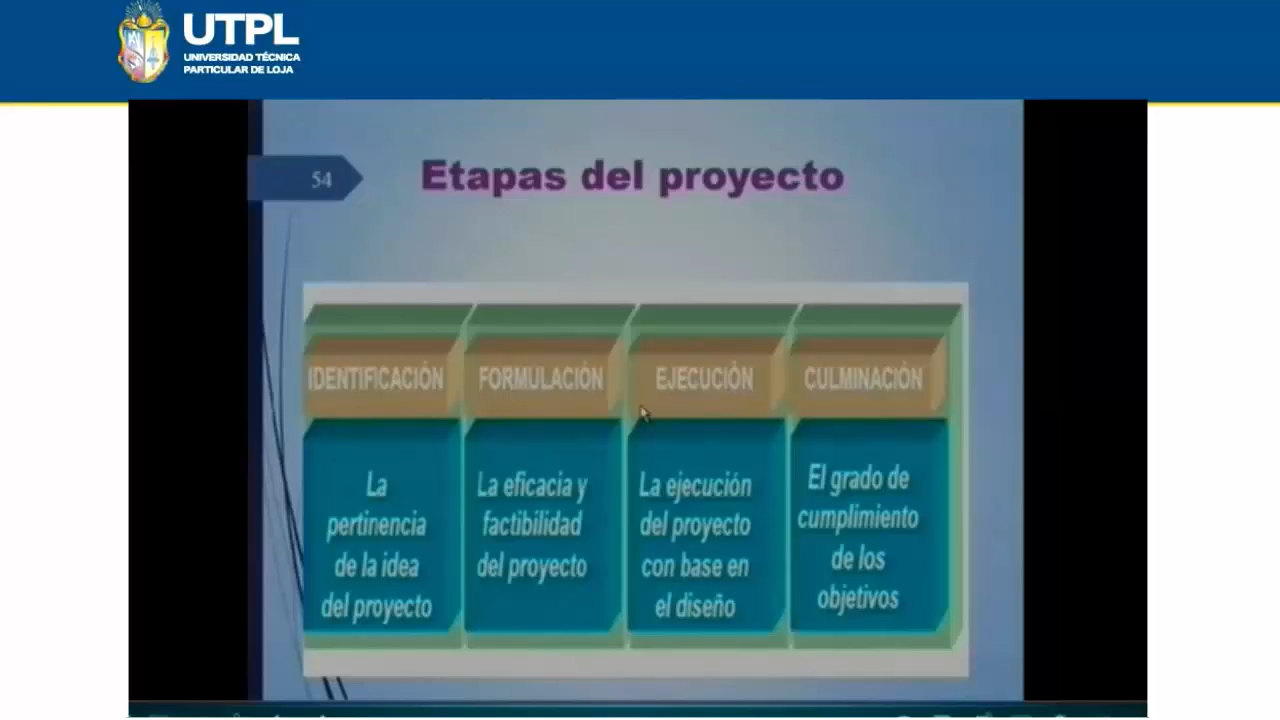 UTPL
UNIVERSIDAD TÉCNICA
PARTICULAR DE LOJA
54
Etapas del proyecto
IDENTIFICACIÓN
La
pertinencia
de la idea
del proyecto
FORMULACIÓN
La eficacia y
factibilidad
del proyecto
EJECUCIÓN
La ejecución
del proyecto
con base en
el diseño
CULMINACIÓN
El grado de
cumplimiento
de los
objetivos